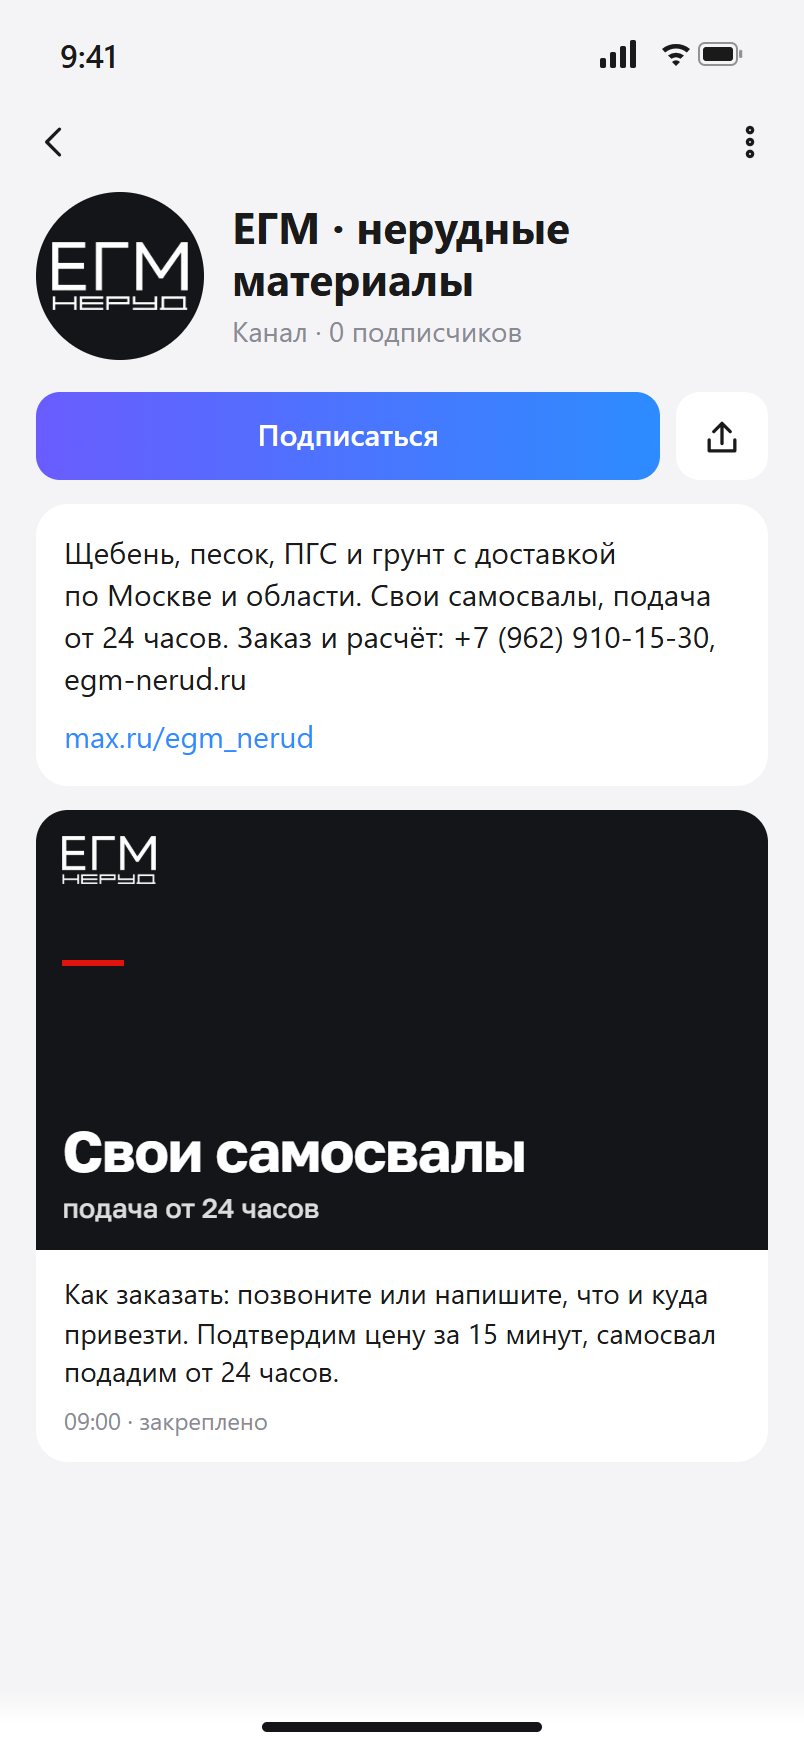 9:41
ЕГМ
НЕРУД
ЕГМ · нерудные
материалы
Канал · 0 подписчиков
Подписаться
Щебень, песок, ПГС и грунт с доставкой
по Москве и области. Свои самосвалы, подача
от 24 часов. Заказ и расчёт: +7 (962) 910-15-30,
egm-nerud.ru
max.ru/egm_nerud
ЕГМ
НЕРУД
Свои самосвалы
подача от 24 часов
Как заказать: позвоните или напишите, что и куда
привезти. Подтвердим цену за 15 минут, самосвал
подадим от 24 часов.
09:00 · закреплено